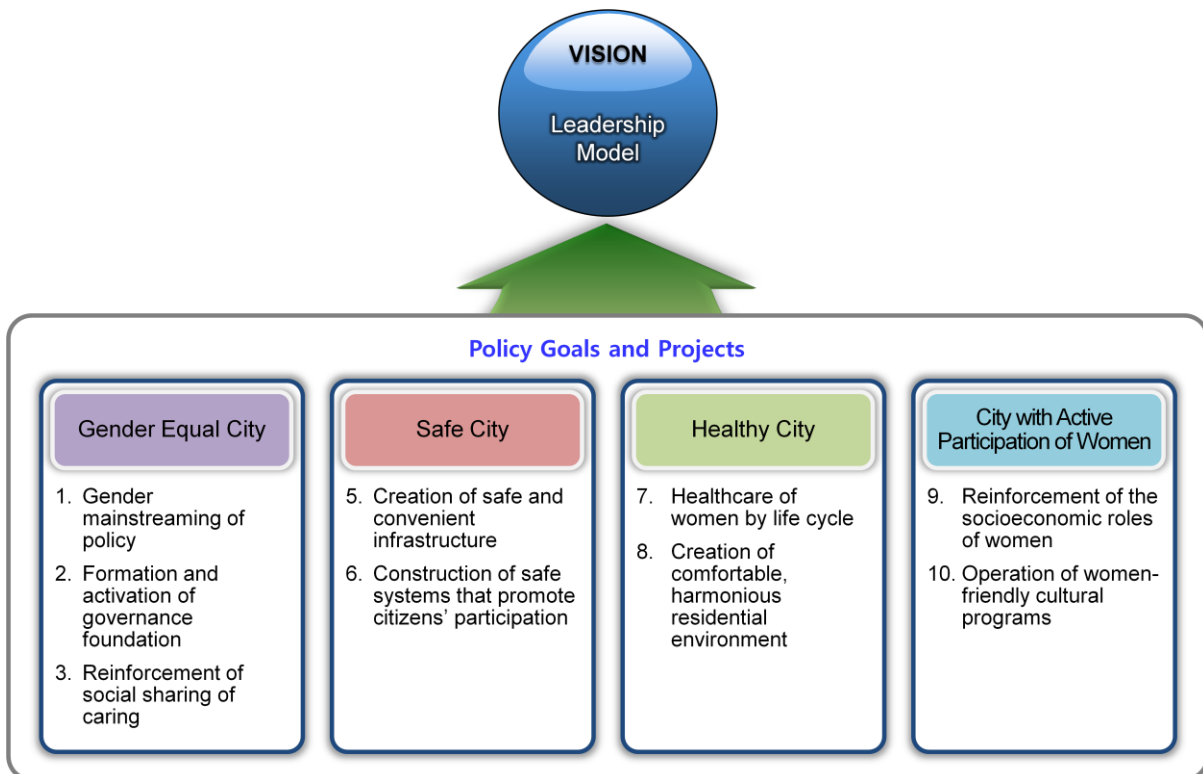 VISION
Leadership
Model
Policy Goals and Projects
Gender Equal City
1. Gender
mainstreaming of
policy
2. Formation and
activation of
governance
foundation
3. Reinforcement of
social sharing of
caring
Safe City
5. Creation of safe and
convenient
infrastructure
6. Construction of safe
systems that promote
citizens’ participation
Healthy City
7. Healthcare of
women by life cycle
8. Creation of
comfortable,
harmonious
residential
environment
City with Active
Participation of Women
9. Reinforcement of the
socioeconomic roles
of women
10. Operation of women-
friendly cultural
programs